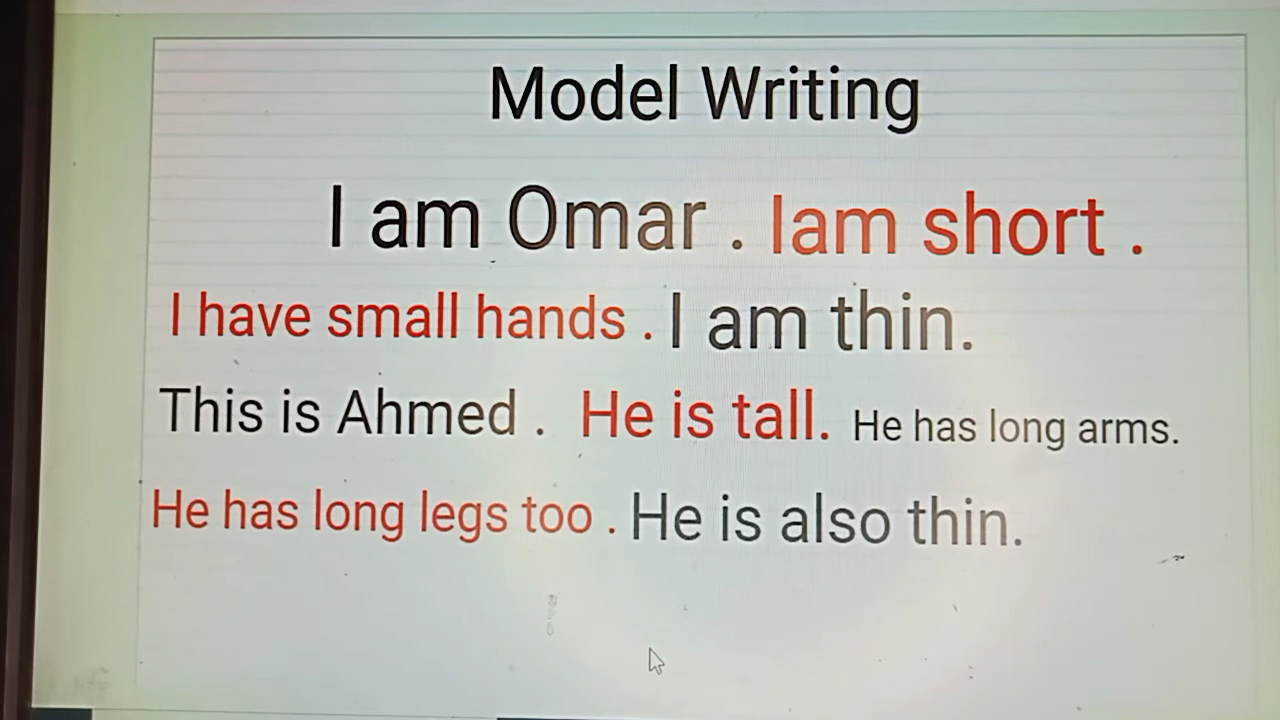 Model Writing
I am Omar . Iam short .
I have small hands . I am thin.
This is Ahmed . He is tall. He has long arms.
He has long legs too . He is also thin.